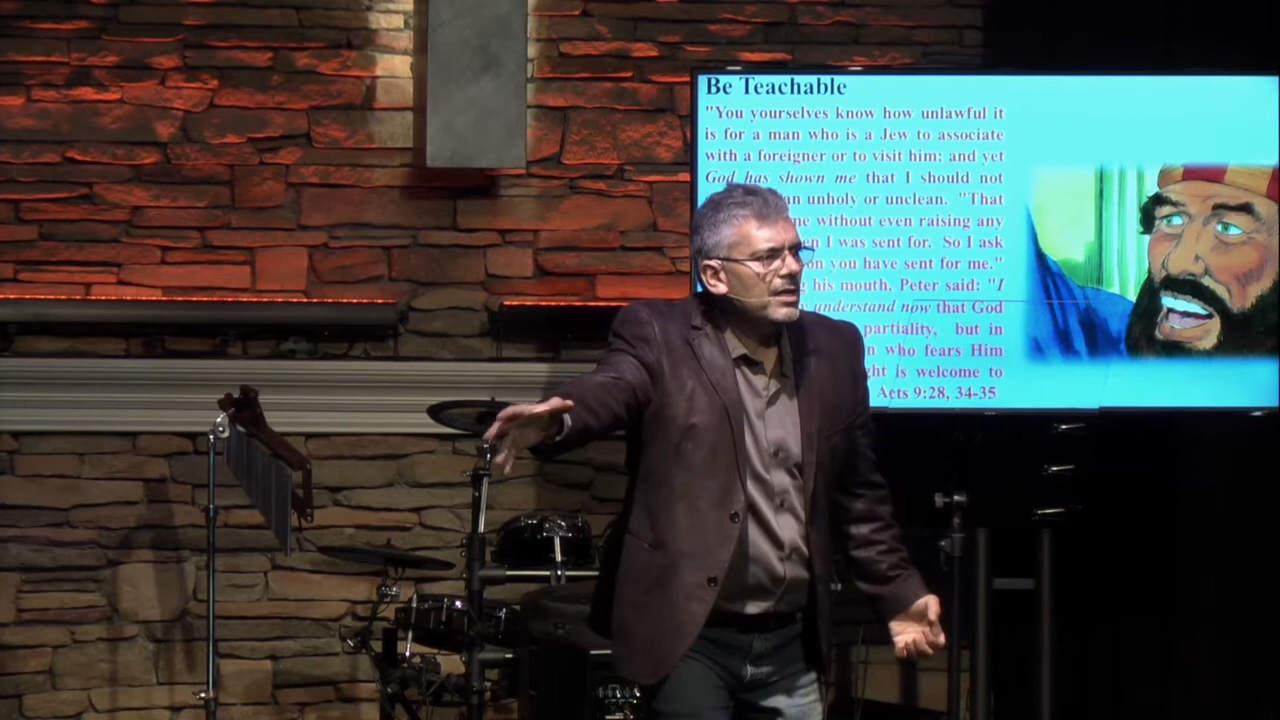 Be Teachable
"You yourselves know how unlawful it
is for a man who is a Jew to associate
with a foreigner or to visit him; and yet
God has shown me that I should not
unholy or unclean. "That
without even raising any
I was sent for. So I ask
you have sent for me."
his mouth, Peter said: "I
understand now that God
partiality, but in
who fears Him
is welcome to
Acts 9:28, 34-35